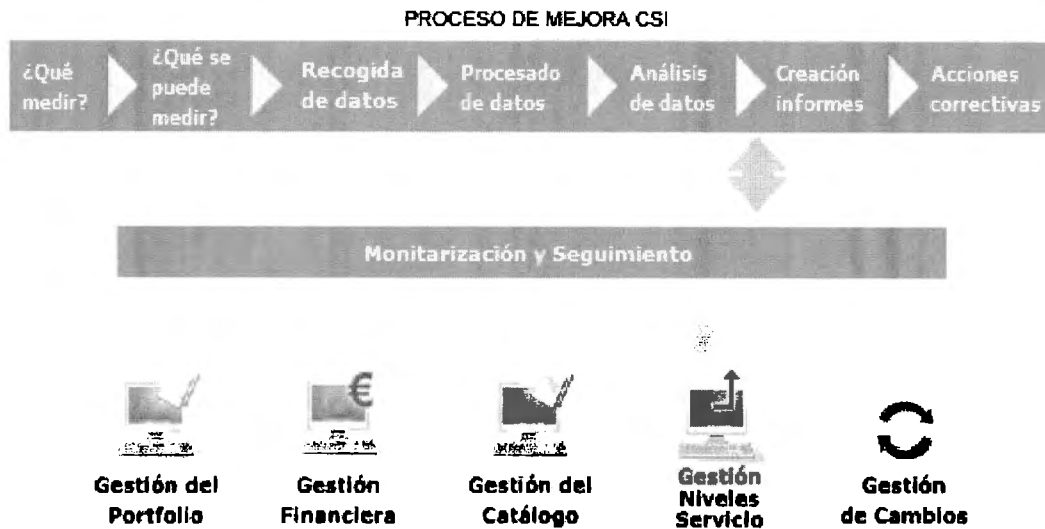 PROCESO DE MEJORA CSI
¿Qué
medir?
¿Qué se
puede
medir?
Recogida
de datos
Procesado
de datos
Análisis
de datos
Creación
informes
Acciones
correctivas
Monitarización y Seguimiento
€
Gestión del
Portfolio
Gestión
Financiera
Gestión del
Catálogo
Gestión
Niveles
Servicio
Gestión
de Cambios